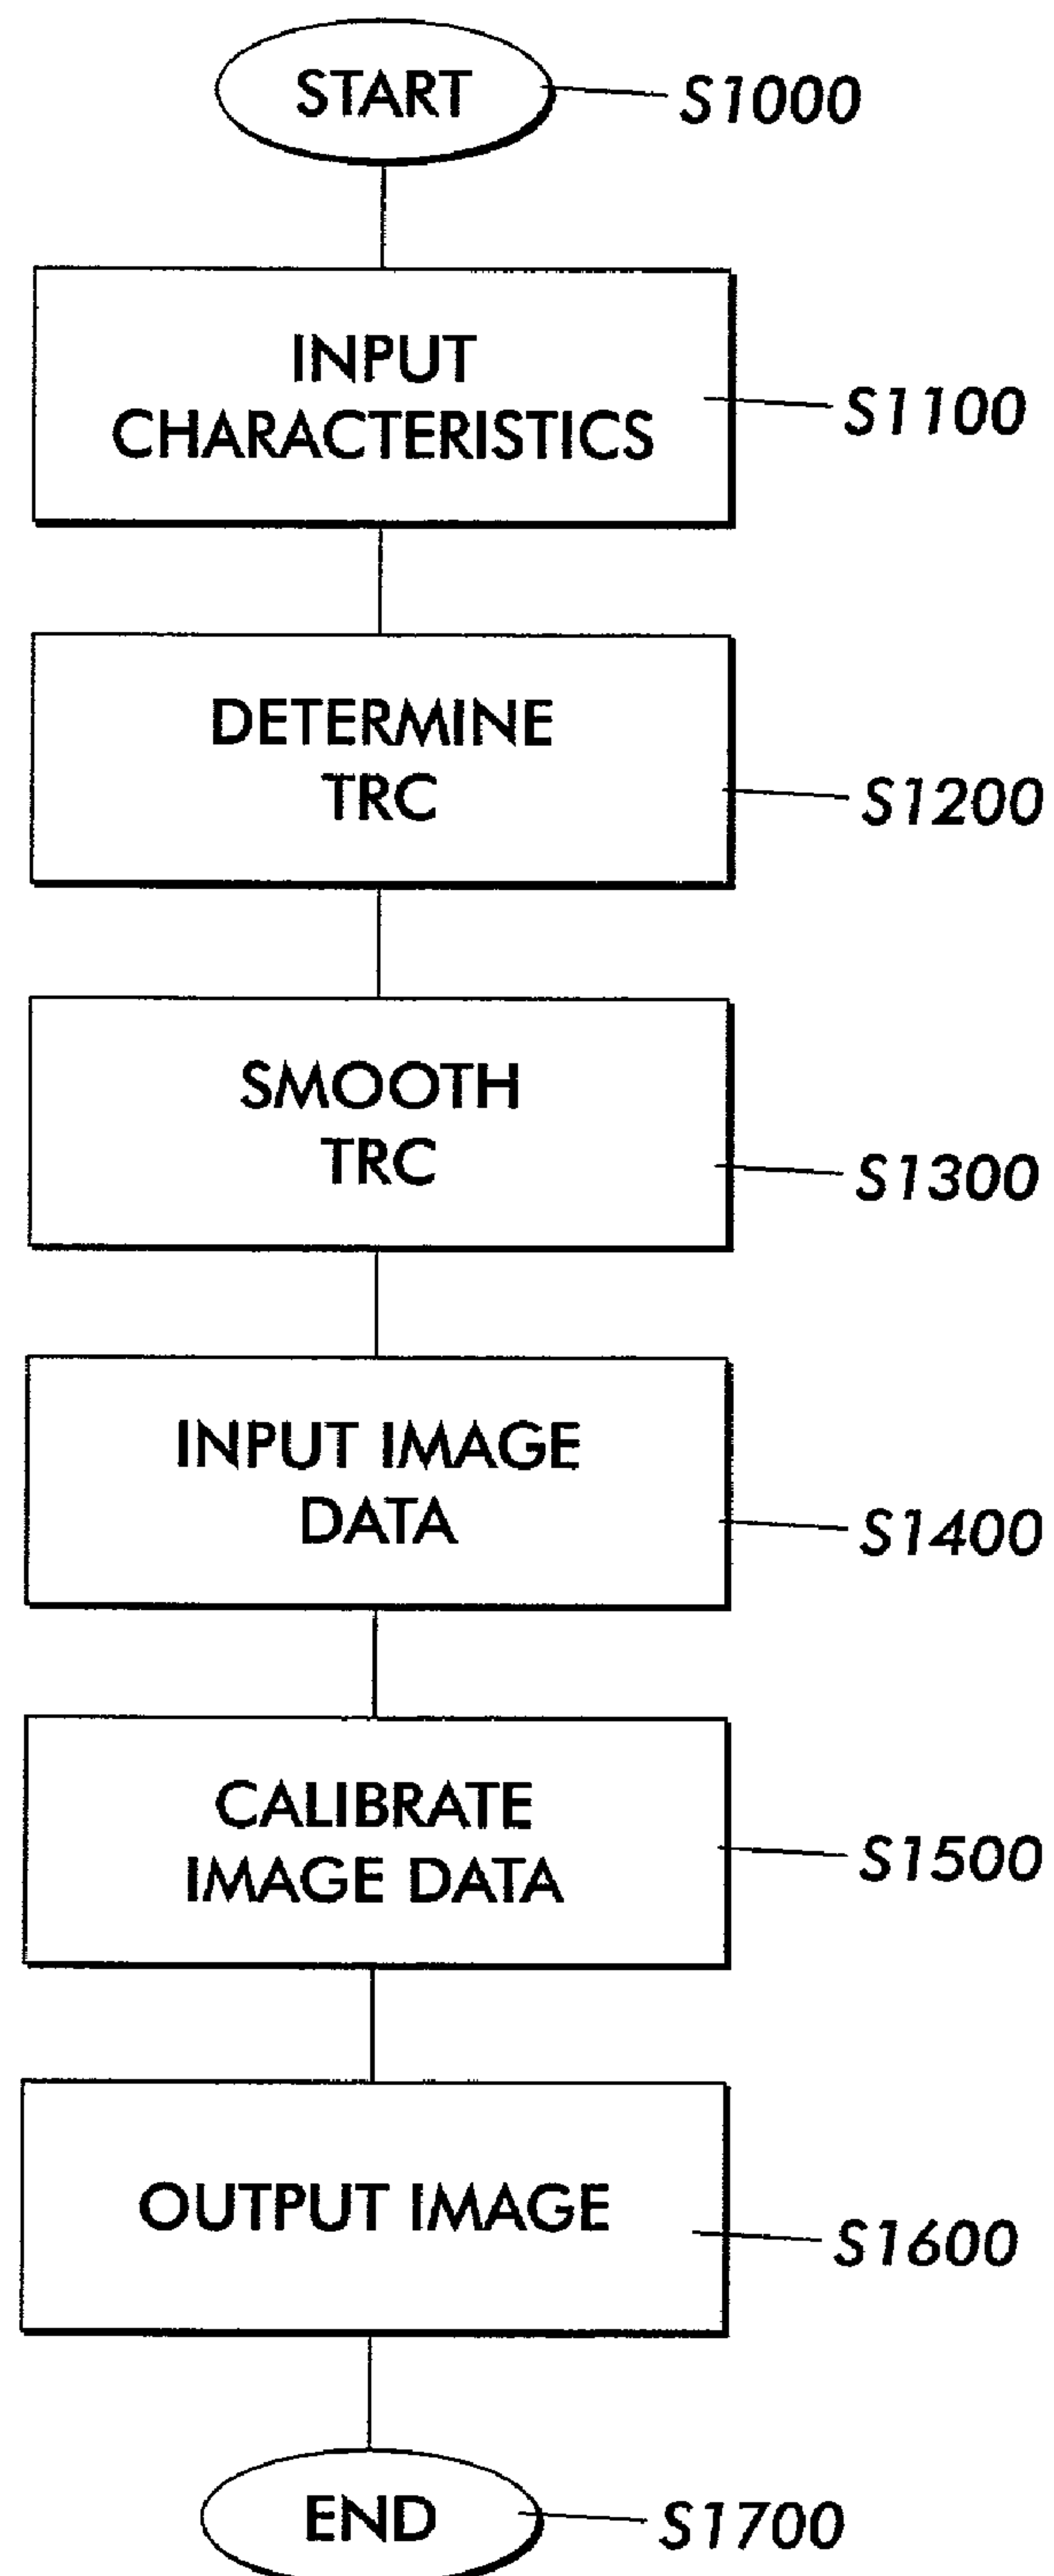 START
S1000
INPUT
CHARACTERISTICS
S1100
DETERMINE
TRC
S1200
SMOOTH
TRC
S1300
INPUT IMAGE
DATA
S1400
CALIBRATE
IMAGE DATA
S1500
OUTPUT IMAGE
S1600
END
S1700